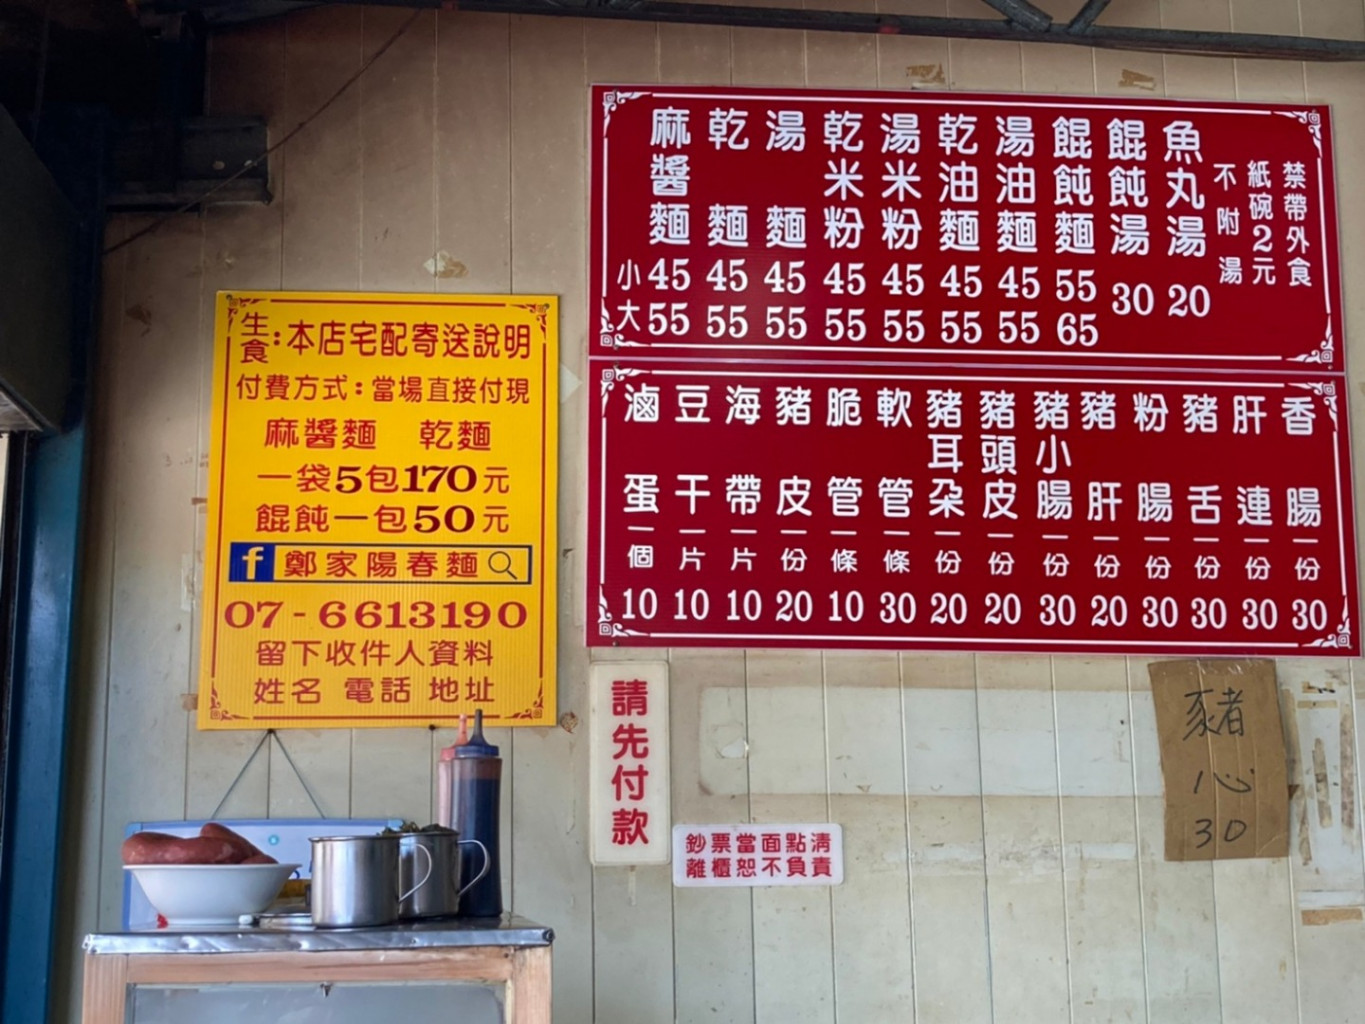 生食：本店宅配寄送說明
付費方式：當場直接付現
麻醬麵 乾麵
一袋5包170元
餛飩一包50元
f 鄭家陽春麵
07-6613190
留下收件人資料
姓名 電話 地址
麻醬麵 小45 大55
乾麵 45 55
湯麵 45 55
乾米粉 45 55
湯米粉 45 55
乾油麵 45 55
湯油麵 45 55
餛飩麵 55 65
餛飩湯 30
魚丸湯 20
不附湯
紙碗2元
禁帶外食
滷蛋一個 10
豆干一片 10
海帶一片 10
豬皮一份 20
脆管一條 10
軟管一條 30
豬耳朵一份 20
豬頭皮一份 20
豬小腸一份 30
豬肝一份 20
粉腸一份 30
豬舌一份 30
肝連一份 30
香腸一份 30
請先付款
鈔票當面點清
離櫃恕不負責
豬心
30